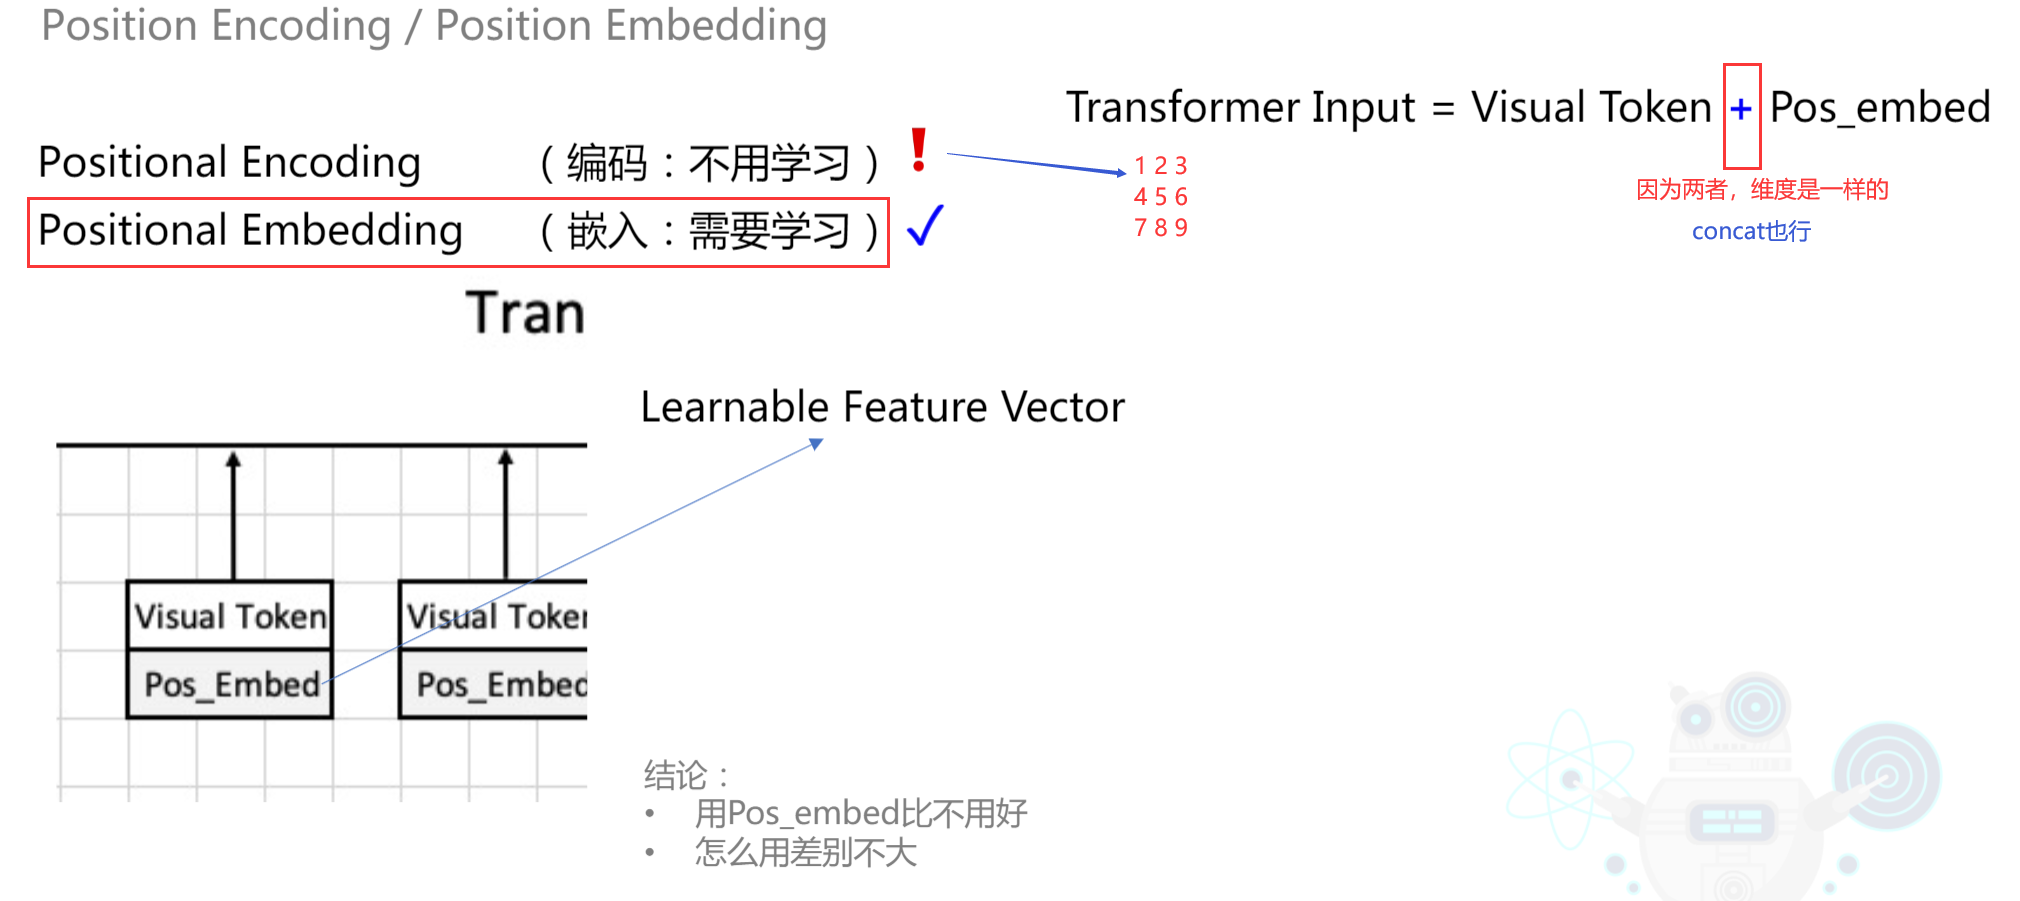 Position Encoding / Position Embedding
Transformer Input = Visual Token + Pos_embed
Positional Encoding （编码：不用学习）❗
1 2 3
4 5 6
7 8 9
因为两者，维度是一样的
concat也行
Positional Embedding （嵌入：需要学习）✓
Tran
Learnable Feature Vector
Visual Token
Visual Toke
Pos_Embed
Pos_Embed
结论：
• 用Pos_embed比不用好
• 怎么用差别不大